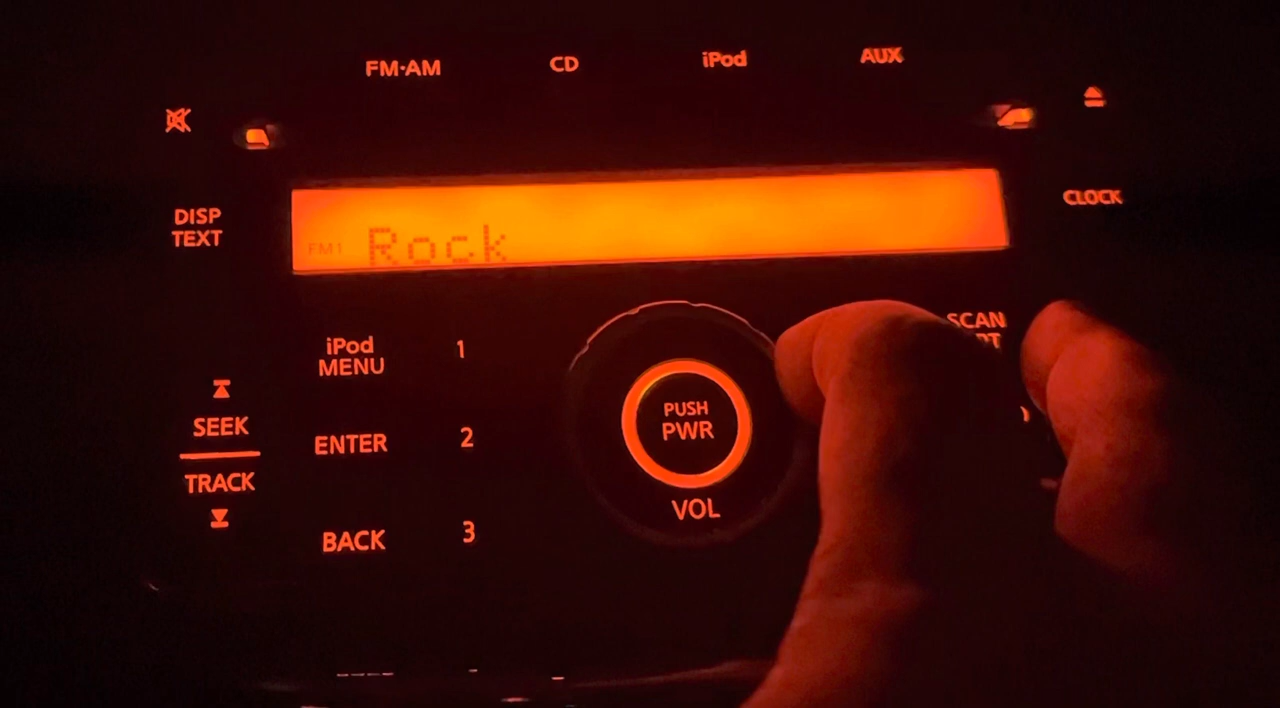 FM·AM
CD
iPod
AUX
DISP
TEXT
CLOCK
FM1
Rock
iPod
MENU
1
SCAN
SEEK
TRACK
ENTER
2
BACK
3
PUSH
PWR
VOL